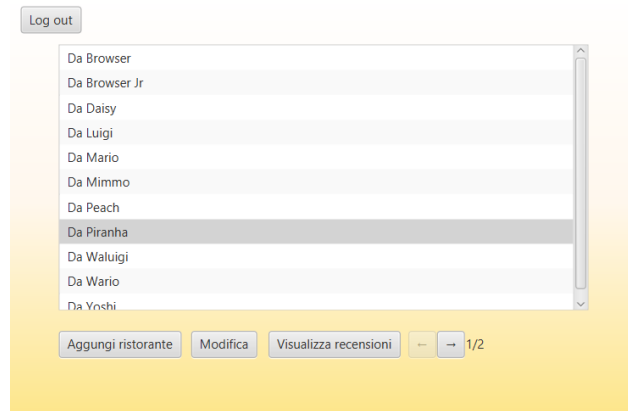 Log out
Da Browser
Da Browser Jr
Da Daisy
Da Luigi
Da Mario
Da Mimmo
Da Peach
Da Piranha
Da Waluigi
Da Wario
Da Yoshi
Aggungi ristorante Modifica Visualizza recensioni ← → 1/2